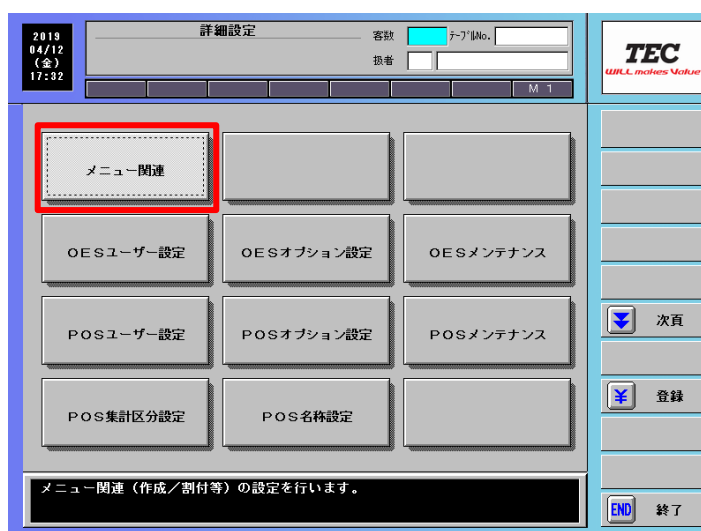 2019
04/12
(金)
17:32
詳細設定
客数
ﾃｰﾌﾞﾙNo.
扱者
M 1
TEC
WILL makes Value
メニュー関連
OESユーザー設定
OESオプション設定
OESメンテナンス
POSユーザー設定
POSオプション設定
POSメンテナンス
次頁
¥ 登録
POS集計区分設定
POS名称設定
メニュー関連（作成／割付等）の設定を行います。
END 終了